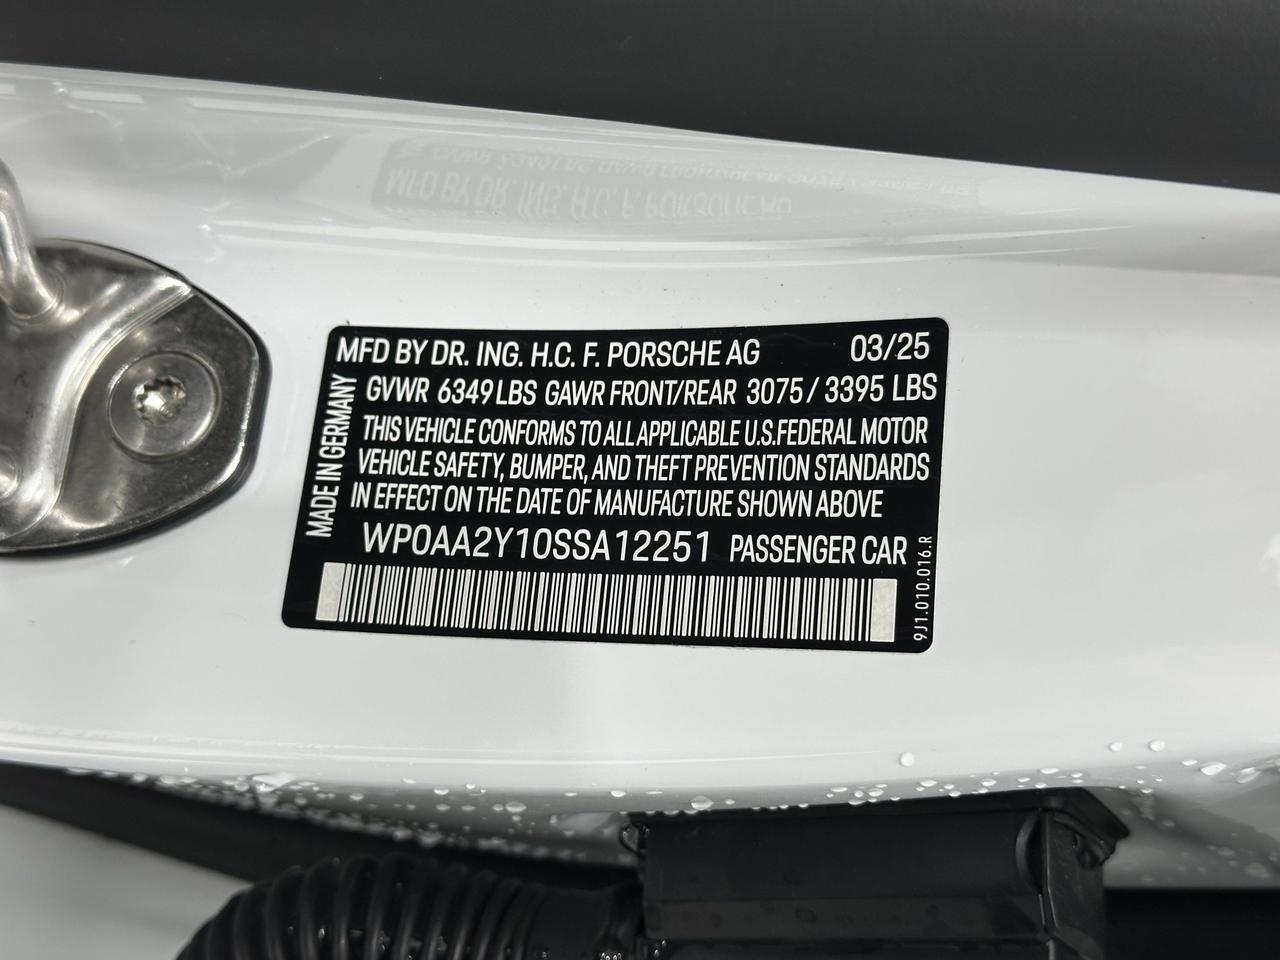 MFD BY DR. ING. H.C. F. PORSCHE AG 03/25
GVWR 6349 LBS GAWR FRONT/REAR 3075 / 3395 LBS
THIS VEHICLE CONFORMS TO ALL APPLICABLE U.S.FEDERAL MOTOR
VEHICLE SAFETY, BUMPER, AND THEFT PREVENTION STANDARDS
IN EFFECT ON THE DATE OF MANUFACTURE SHOWN ABOVE
WP0AA2Y10SSA12251 PASSENGER CAR
MADE IN GERMANY
9J1.010.016.R